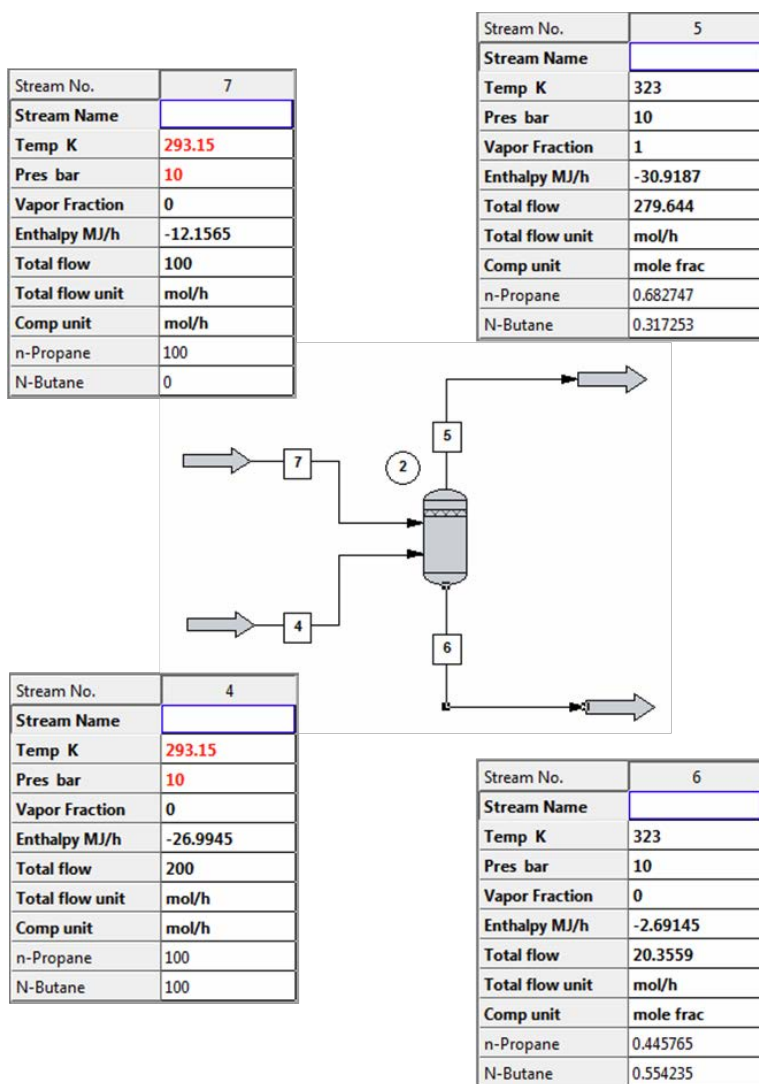 Stream No. 7
Stream Name
Temp K 293.15
Pres bar 10
Vapor Fraction 0
Enthalpy MJ/h -12.1565
Total flow 100
Total flow unit mol/h
Comp unit mol/h
n-Propane 100
N-Butane 0
Stream No. 5
Stream Name
Temp K 323
Pres bar 10
Vapor Fraction 1
Enthalpy MJ/h -30.9187
Total flow 279.644
Total flow unit mol/h
Comp unit mole frac
n-Propane 0.682747
N-Butane 0.317253
5
7
2
4
6
Stream No. 4
Stream Name
Temp K 293.15
Pres bar 10
Vapor Fraction 0
Enthalpy MJ/h -26.9945
Total flow 200
Total flow unit mol/h
Comp unit mol/h
n-Propane 100
N-Butane 100
Stream No. 6
Stream Name
Temp K 323
Pres bar 10
Vapor Fraction 0
Enthalpy MJ/h -2.69145
Total flow 20.3559
Total flow unit mol/h
Comp unit mole frac
n-Propane 0.445765
N-Butane 0.554235